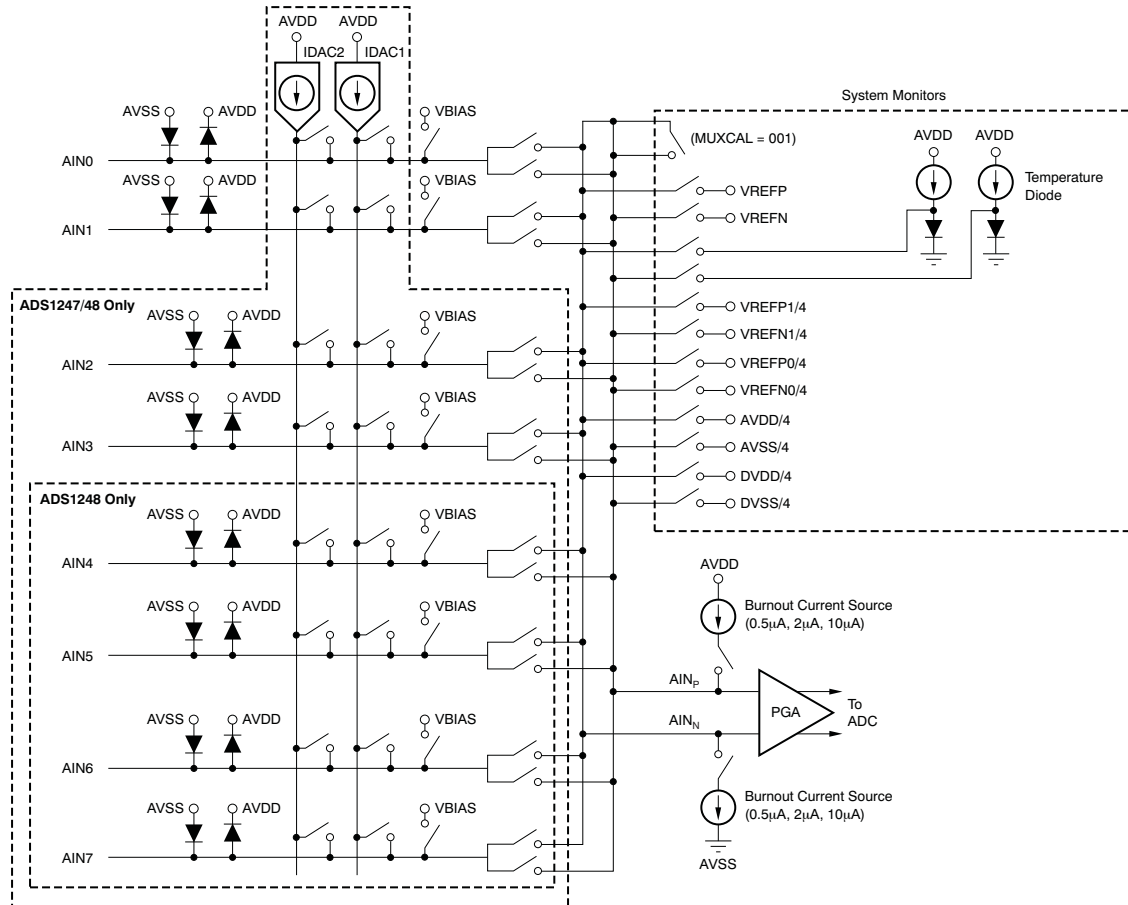 AVDD AVDD
IDAC2 IDAC1
AVSS AVDD VBIAS
AIN0
AVSS AVDD VBIAS
AIN1
System Monitors
(MUXCAL = 001)
AVDD AVDD
Temperature
Diode
VREFP
VREFN
VREFP1/4
VREFN1/4
VREFP0/4
VREFN0/4
AVDD/4
AVSS/4
DVDD/4
DVSS/4
ADS1247/48 Only
AVSS AVDD VBIAS
AIN2
AVSS AVDD VBIAS
AIN3
ADS1248 Only
AVSS AVDD VBIAS
AIN4
AVSS AVDD VBIAS
AIN5
AVSS AVDD VBIAS
AIN6
AVSS AVDD VBIAS
AIN7
AVDD
Burnout Current Source
(0.5μA, 2μA, 10μA)
AINP
AINN
PGA
To
ADC
Burnout Current Source
(0.5μA, 2μA, 10μA)
AVSS